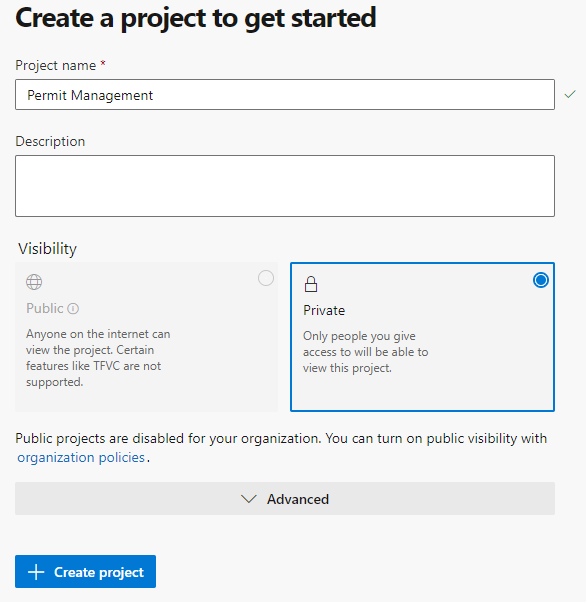 Create a project to get started
Project name *
Permit Management
Description
Visibility
Public
Anyone on the internet can
view the project. Certain
features like TFVC are not
supported.
Private
Only people you give
access to will be able to
view this project.
Public projects are disabled for your organization. You can turn on public visibility with
organization policies.
Advanced
Create project